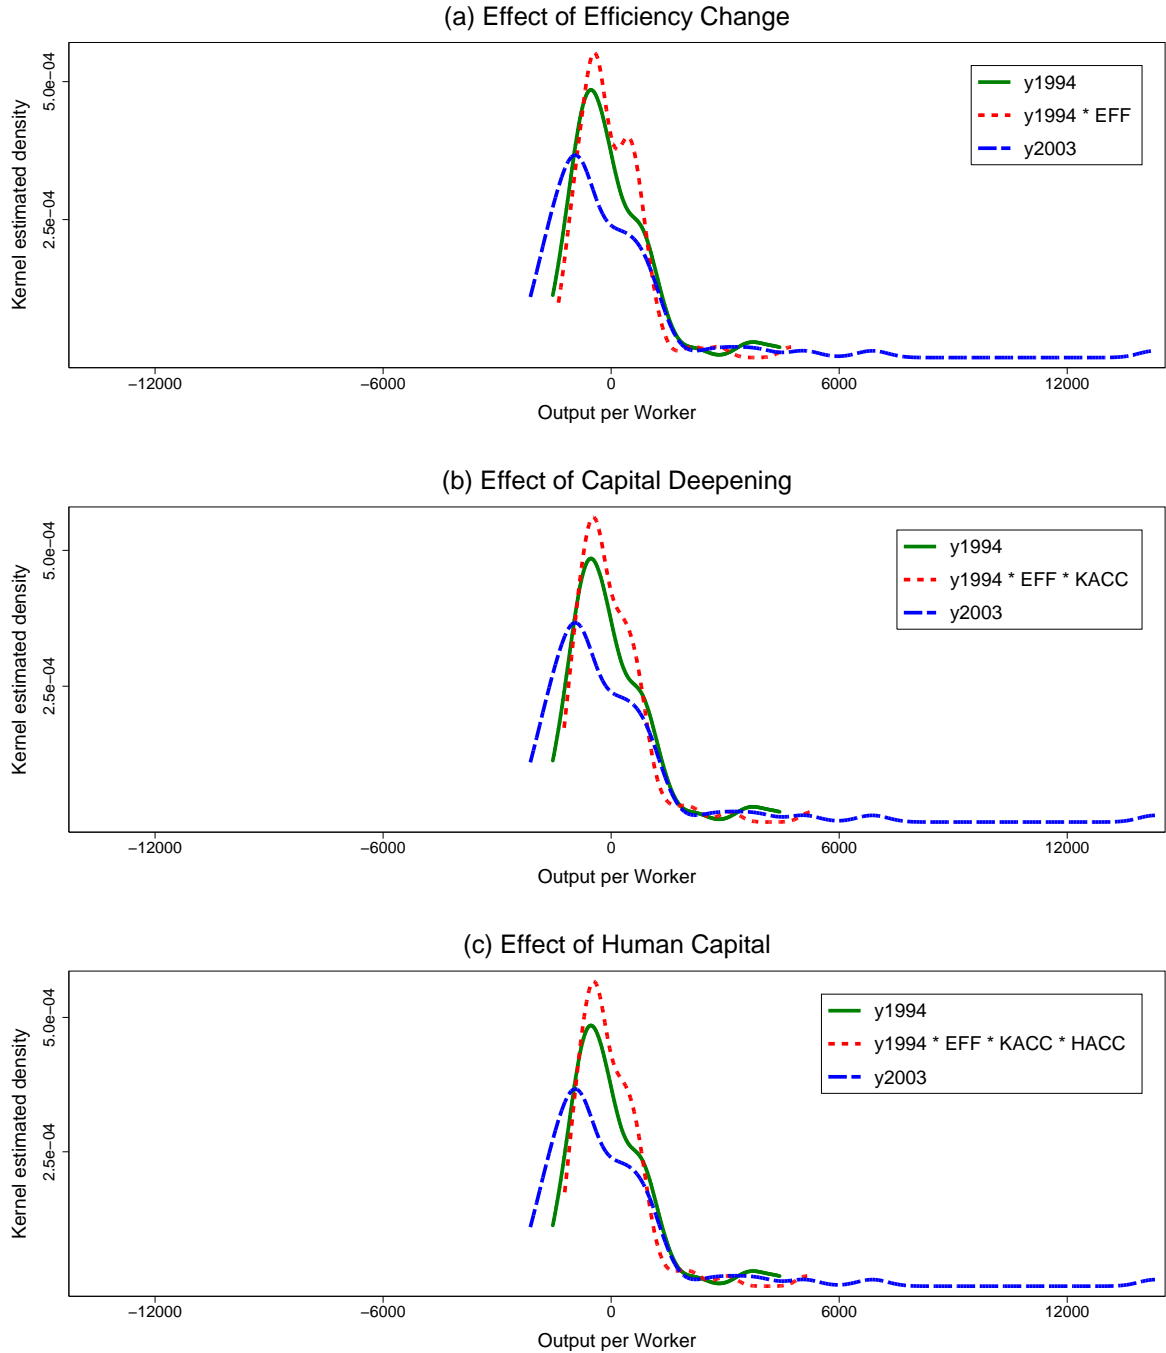 (a) Effect of Efficiency Change
Kernel estimated density
5.0e−04
2.5e−04
y1994
y1994 * EFF
y2003
−12000 −6000 0 6000 12000
Output per Worker
(b) Effect of Capital Deepening
Kernel estimated density
5.0e−04
2.5e−04
y1994
y1994 * EFF * KACC
y2003
−12000 −6000 0 6000 12000
Output per Worker
(c) Effect of Human Capital
Kernel estimated density
5.0e−04
2.5e−04
y1994
y1994 * EFF * KACC * HACC
y2003
−12000 −6000 0 6000 12000
Output per Worker